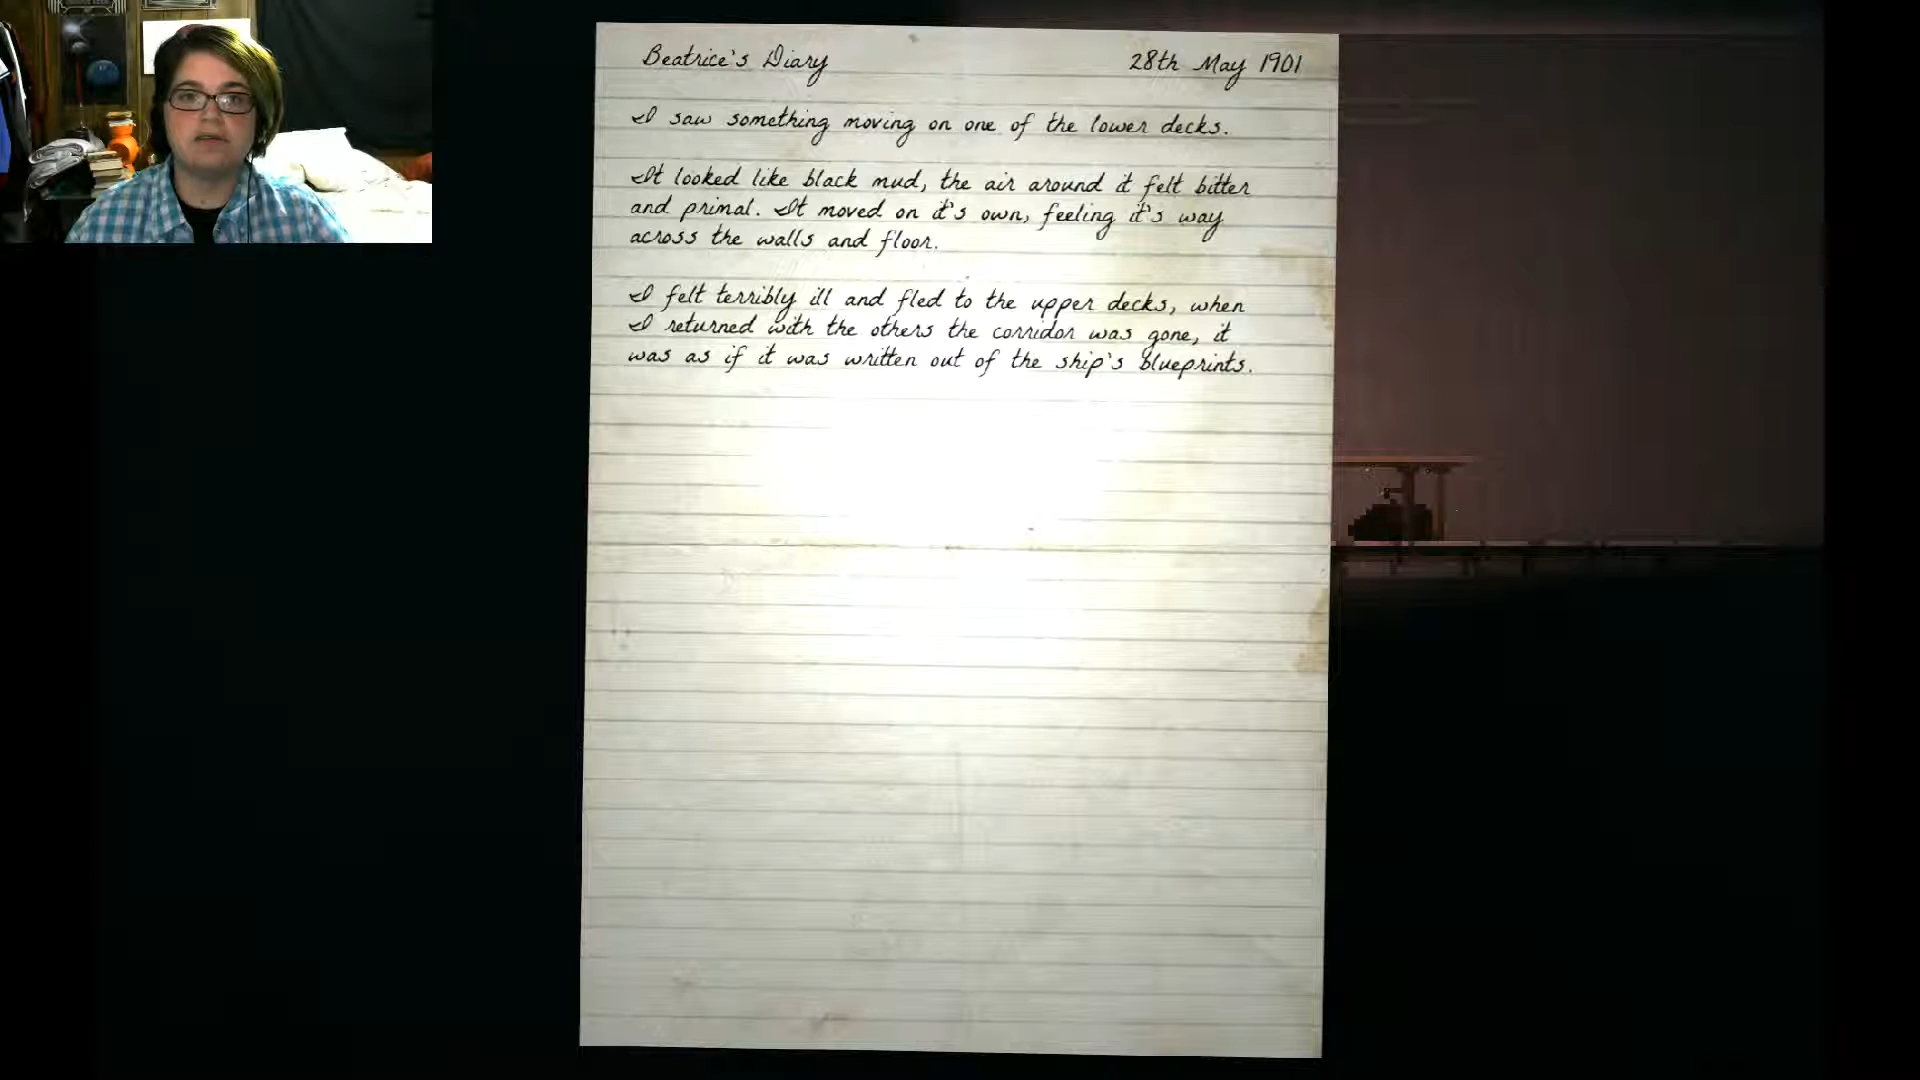 Beatrice's Diary
28th May 1901
I saw something moving on one of the lower decks.
It looked like black mud, the air around it felt bitter
and primal. It moved on it's own, feeling it's way
across the walls and floor.
I felt terribly ill and fled to the upper decks, when
I returned with the others the corridor was gone, it
was as if it was written out of the ship's blueprints.